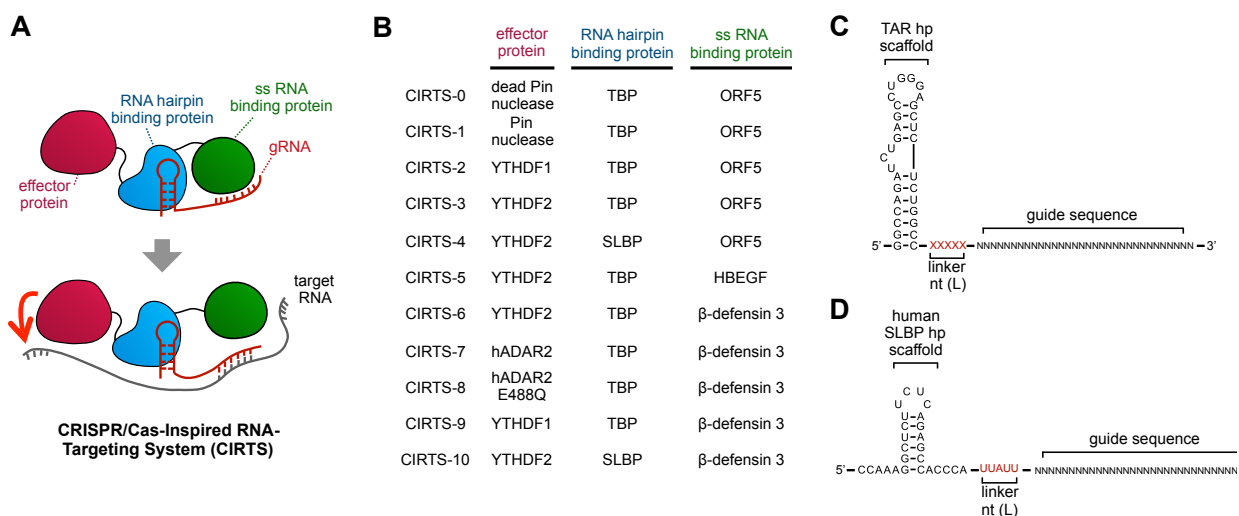 A
RNA hairpin
binding protein
ss RNA
binding protein
gRNA
effector
protein
target
RNA
CRISPR/Cas-Inspired RNA-
Targeting System (CIRTS)
B
effector protein RNA hairpin binding protein ss RNA binding protein
CIRTS-0 dead Pin nuclease TBP ORF5
CIRTS-1 Pin nuclease TBP ORF5
CIRTS-2 YTHDF1 TBP ORF5
CIRTS-3 YTHDF2 TBP ORF5
CIRTS-4 YTHDF2 SLBP ORF5
CIRTS-5 YTHDF2 TBP HBEGF
CIRTS-6 YTHDF2 TBP β-defensin 3
CIRTS-7 hADAR2 TBP β-defensin 3
CIRTS-8 hADAR2 E488Q TBP β-defensin 3
CIRTS-9 YTHDF1 TBP β-defensin 3
CIRTS-10 YTHDF2 SLBP β-defensin 3
C
TAR hp
scaffold
UGGG
C A
C G
G C
A U
G C
U
C
U
A U
G C
A U
C G
C G
G C
5' G C XXXXX NNNNNNNNNNNNNNNNNNNNNNNNNNNNNNNN 3'
guide sequence
linker
nt (L)
D
human
SLBP hp
scaffold
C U
U C
U A
C G
U A
C G
G C
5' CCAAAG CACCCA UUAUU NNNNNNNNNNNNNNNNNNNNNNNNNNNNNNNN
guide sequence
linker
nt (L)